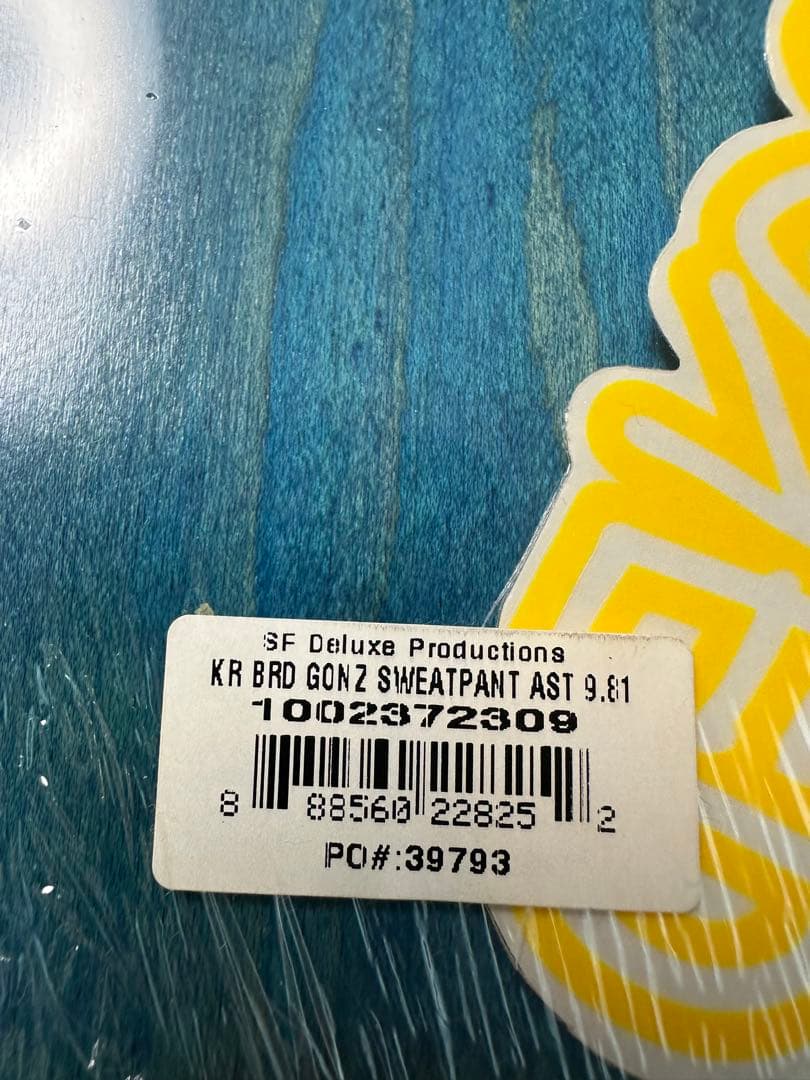 SF Deluxe Productions
KR BRD GONZ SWEATPANT AST 9.81
1002372309
8 88560 22825 2
PO#:39793